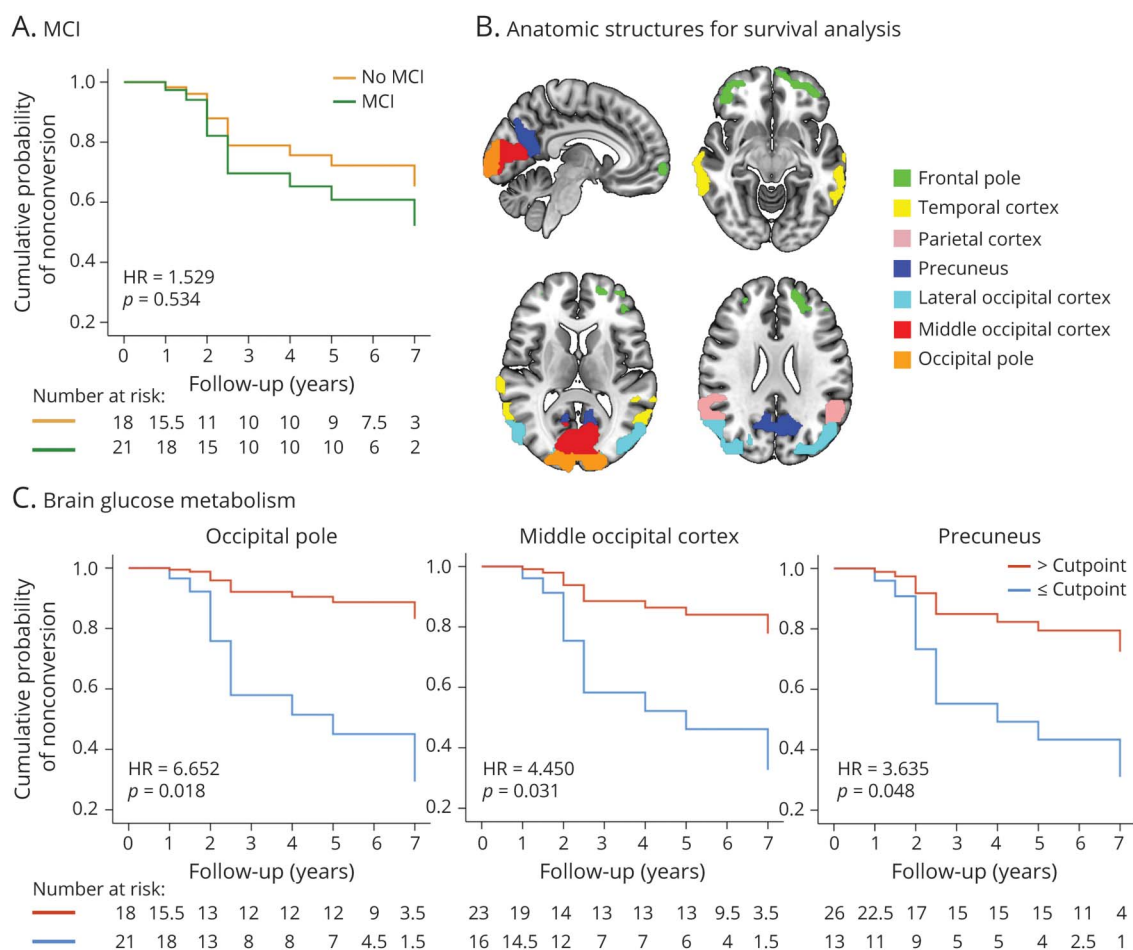 A. MCI
Cumulative probability
of nonconversion
1.0
0.8
0.6
0.4
0.2
No MCI
MCI
HR = 1.529
p = 0.534
0 1 2 3 4 5 6 7
Follow-up (years)
Number at risk:
18 15.5 11 10 10 9 7.5 3
21 18 15 10 10 10 6 2
B. Anatomic structures for survival analysis
Frontal pole
Temporal cortex
Parietal cortex
Precuneus
Lateral occipital cortex
Middle occipital cortex
Occipital pole
C. Brain glucose metabolism
Cumulative probability
of nonconversion
Occipital pole
1.0
0.8
0.6
0.4
0.2
HR = 6.652
p = 0.018
0 1 2 3 4 5 6 7
Follow-up (years)
Number at risk:
18 15.5 13 12 12 12 9 3.5
21 18 13 8 8 7 4.5 1.5
Middle occipital cortex
1.0
0.8
0.6
0.4
0.2
HR = 4.450
p = 0.031
0 1 2 3 4 5 6 7
Follow-up (years)
23 19 14 13 13 13 9.5 3.5
16 14.5 12 7 7 6 4 1.5
Precuneus
> Cutpoint
≤ Cutpoint
1.0
0.8
0.6
0.4
0.2
HR = 3.635
p = 0.048
0 1 2 3 4 5 6 7
Follow-up (years)
26 22.5 17 15 15 15 11 4
13 11 9 5 5 4 2.5 1